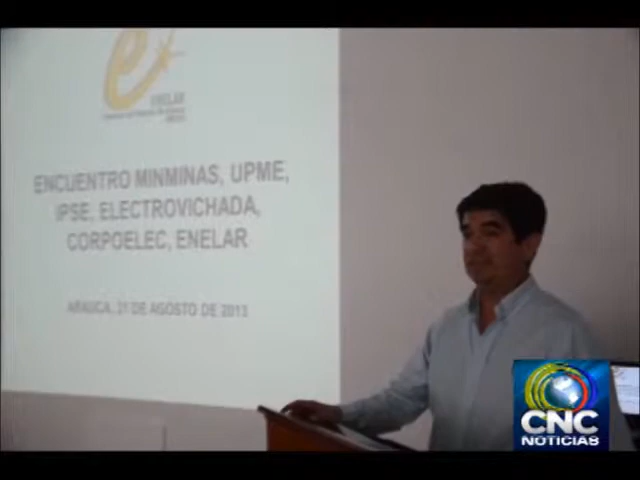 ENELAR
ENCUENTRO MINMINAS, UPME,
IPSE, ELECTROVICHADA,
CORPOELEC, ENELAR
ARAUCA, 21 DE AGOSTO DE 2013
CNC
NOTICIAS